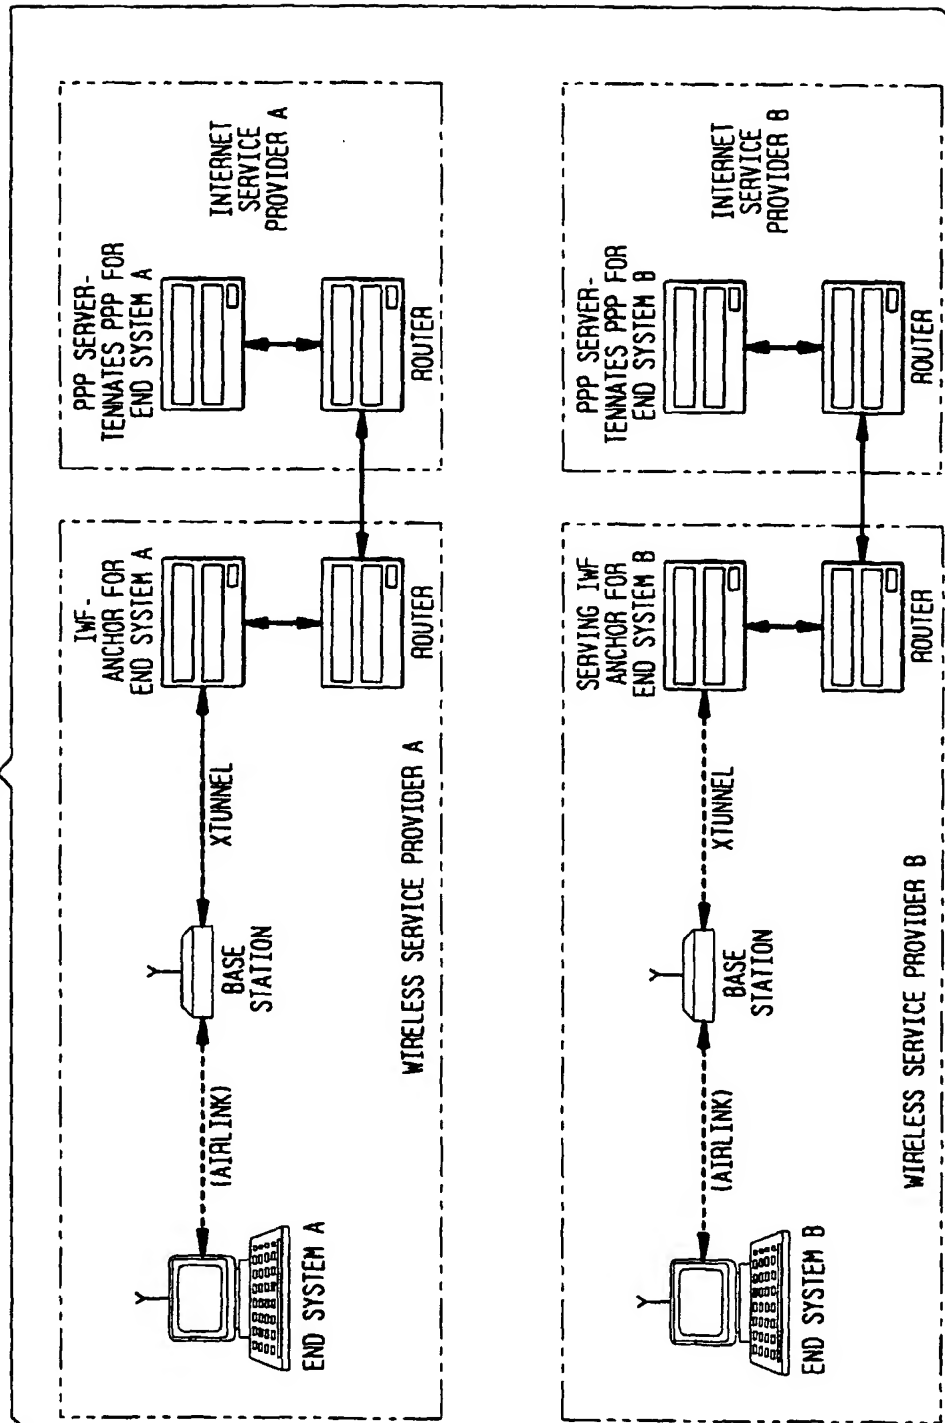 END SYSTEM A
(AIRLINK)
BASE
STATION
XTUNNEL
IWF-
ANCHOR FOR
END SYSTEM A
ROUTER
WIRELESS SERVICE PROVIDER A
PPP SERVER-
TENNATES PPP FOR
END SYSTEM A
ROUTER
INTERNET
SERVICE
PROVIDER A
END SYSTEM B
(AIRLINK)
BASE
STATION
XTUNNEL
SERVING IWF
ANCHOR FOR
END SYSTEM B
ROUTER
WIRELESS SERVICE PROVIDER B
PPP SERVER-
TENNATES PPP FOR
END SYSTEM B
ROUTER
INTERNET
SERVICE
PROVIDER B